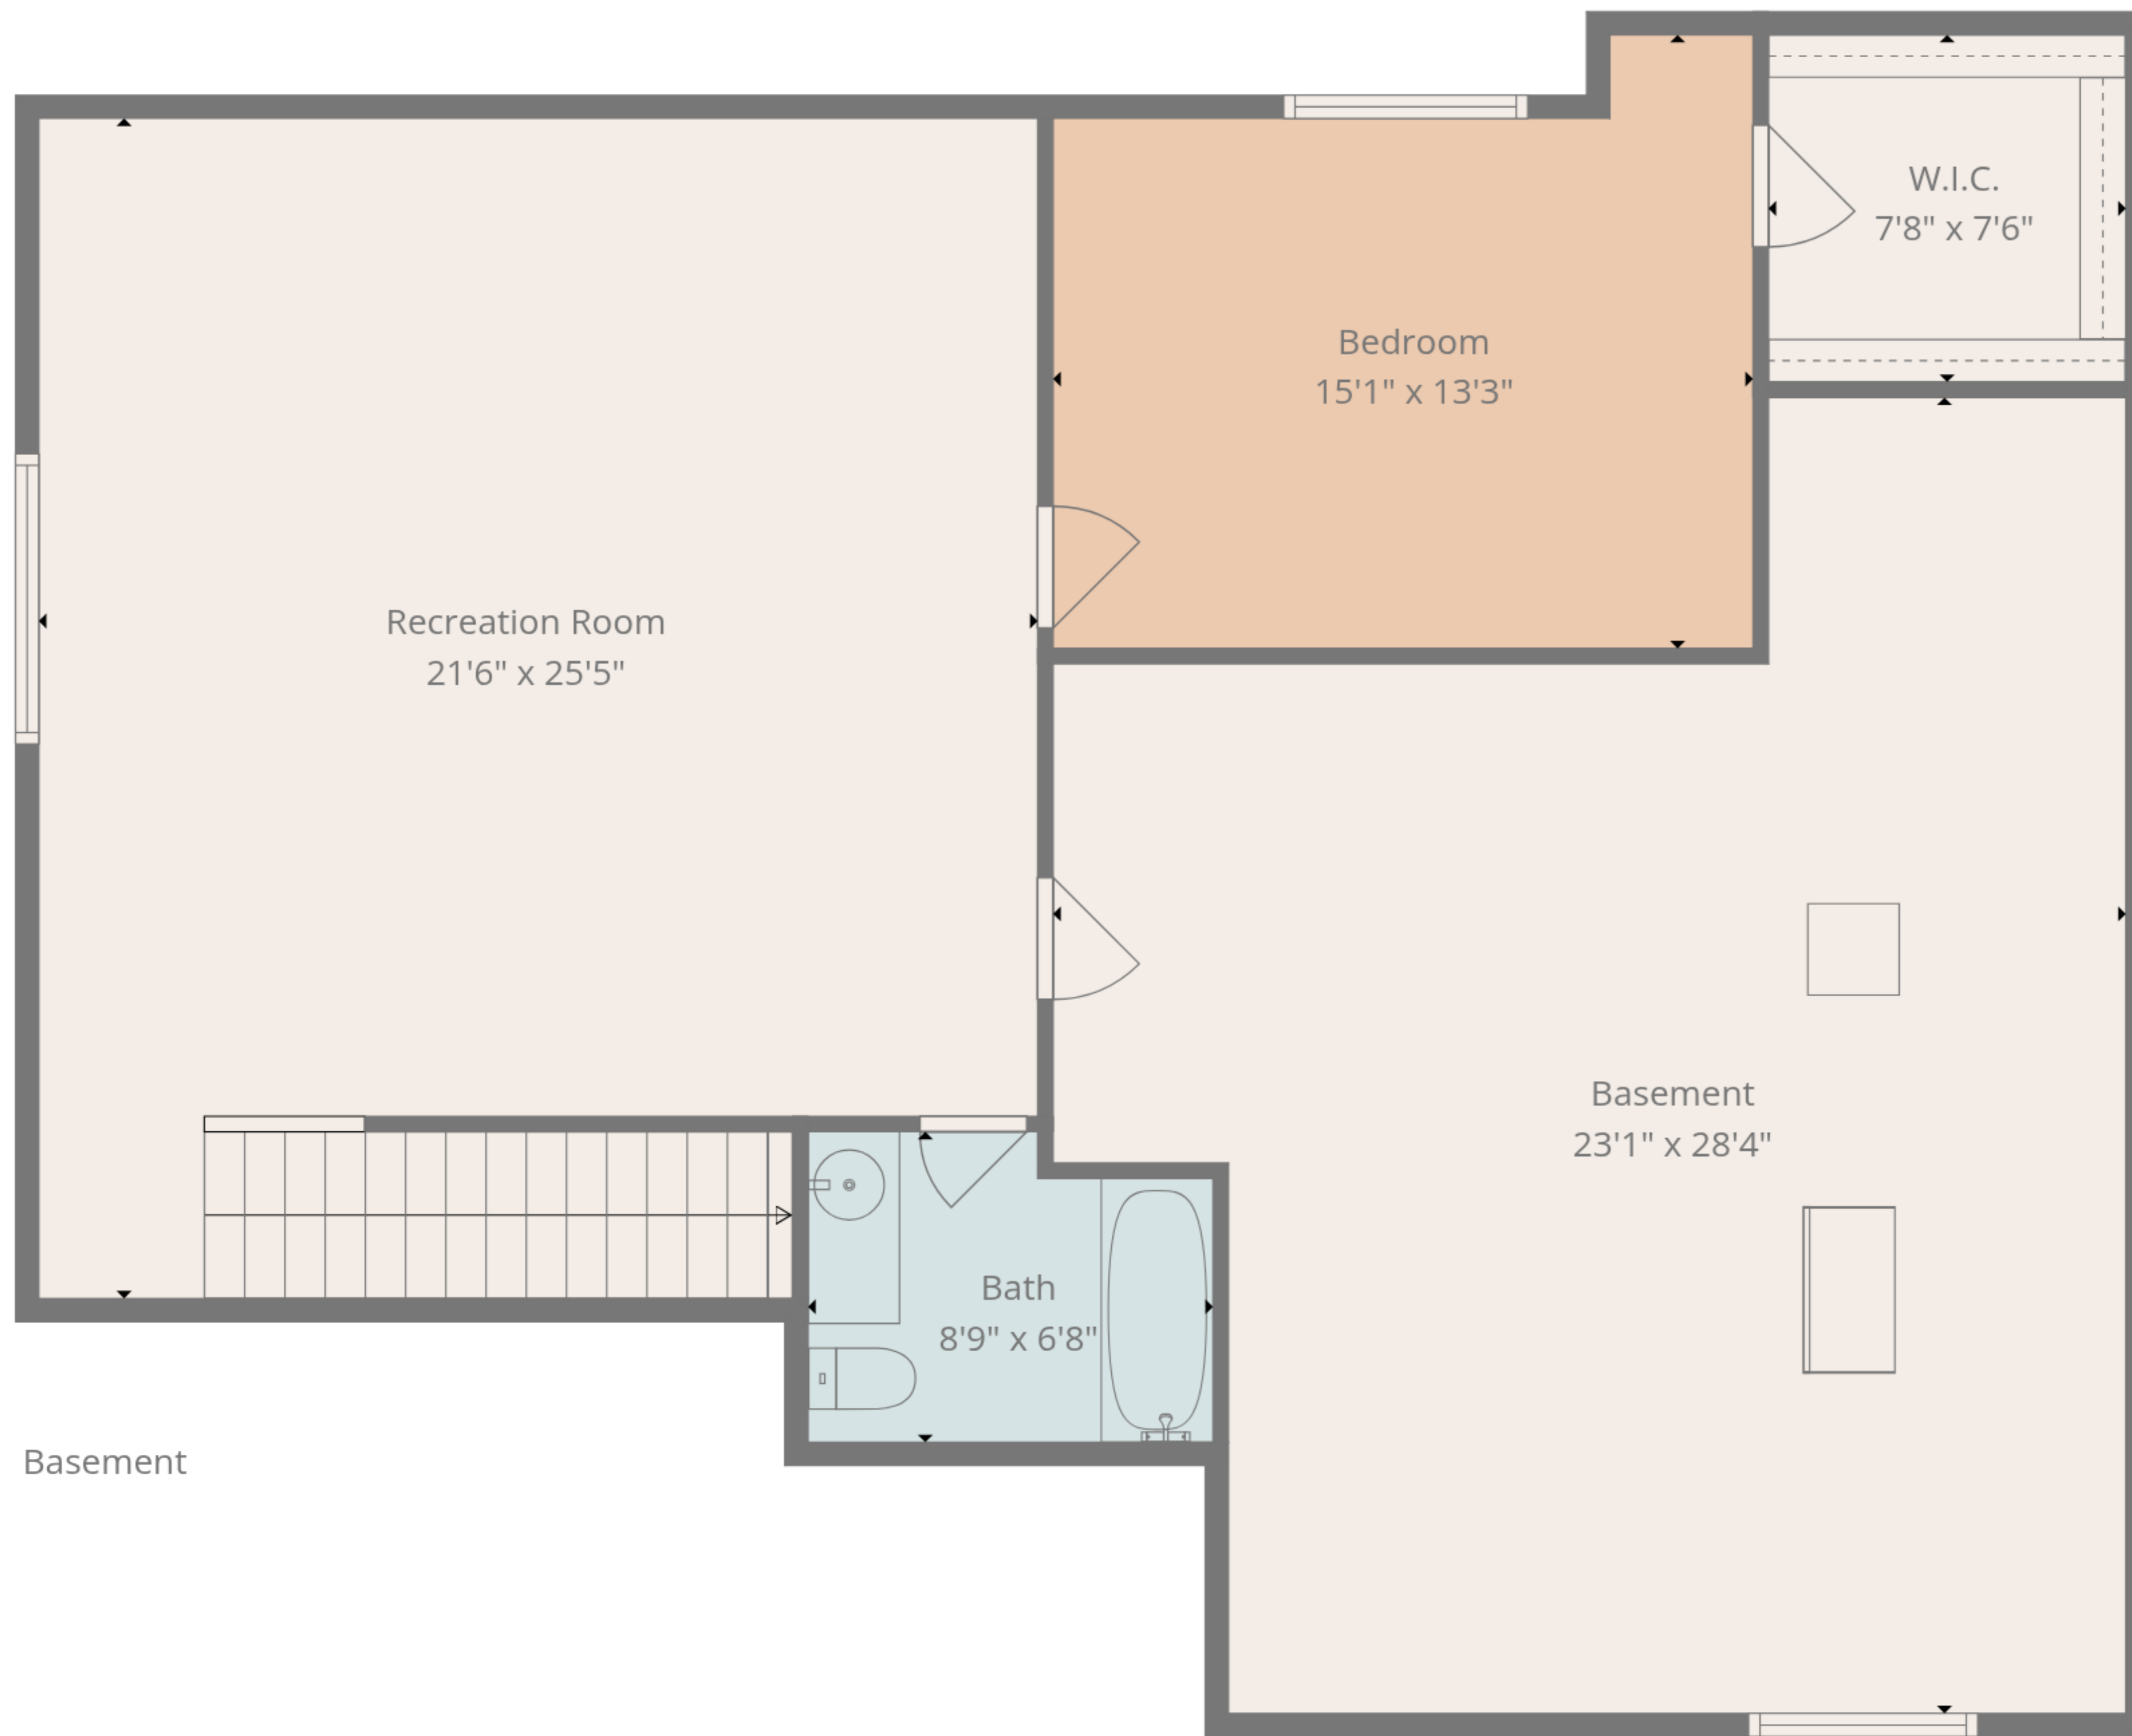 W.I.C.
7'8" x 7'6"
Bedroom
15'1" x 13'3"
Recreation Room
21'6" x 25'5"
Basement
23'1" x 28'4"
Bath
8'9" x 6'8"
Basement